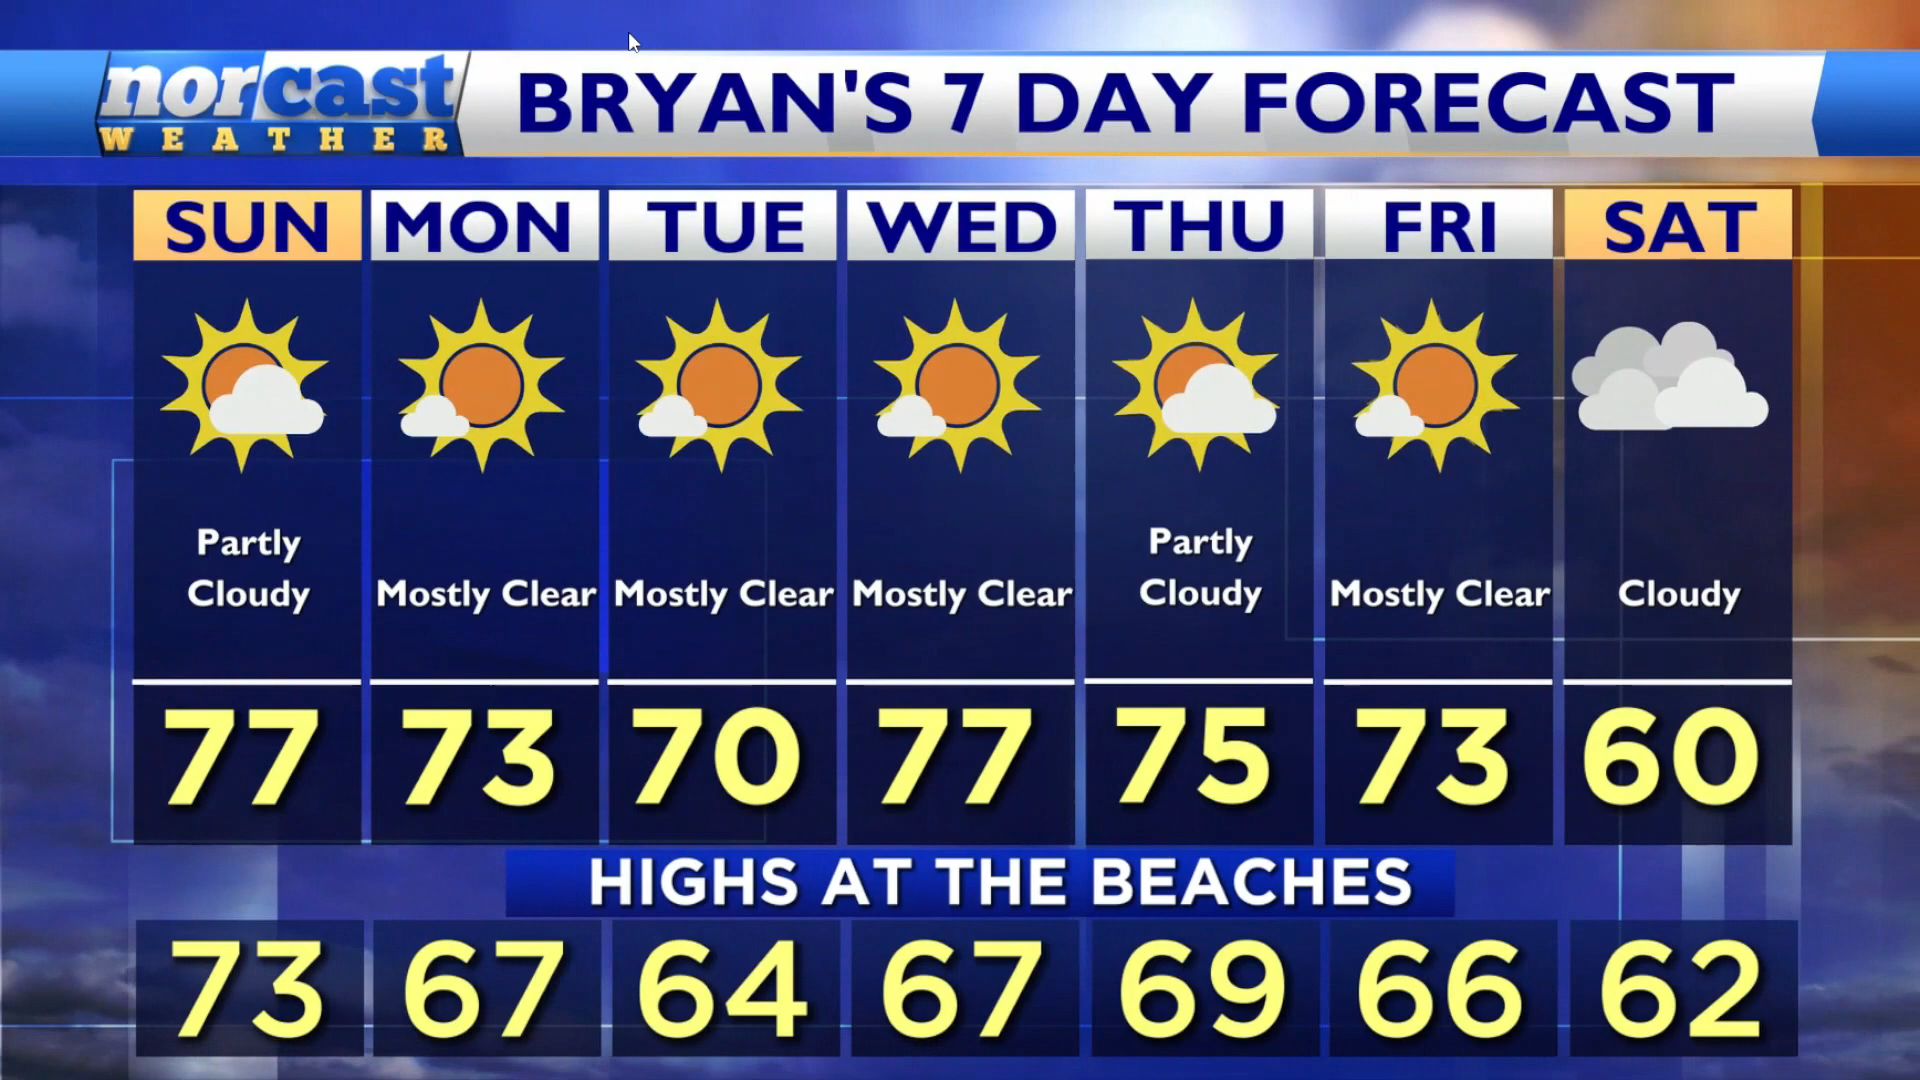 norcast
WEATHER
BRYAN'S 7 DAY FORECAST
SUN MON TUE WED THU FRI SAT
Partly Cloudy
Mostly Clear
Mostly Clear
Mostly Clear
Partly Cloudy
Mostly Clear
Cloudy
77 73 70 77 75 73 60
HIGHS AT THE BEACHES
73 67 64 67 69 66 62